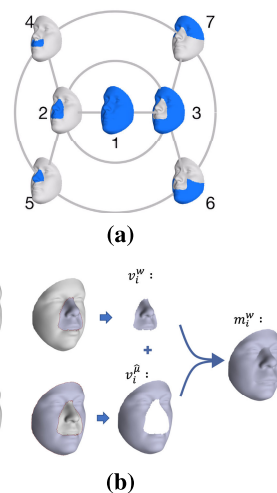 4 7
2 3
1
5 6
(a)
v_i^w :
+
m_i^w :
v_i^{\hat{\mu}} :
(b)